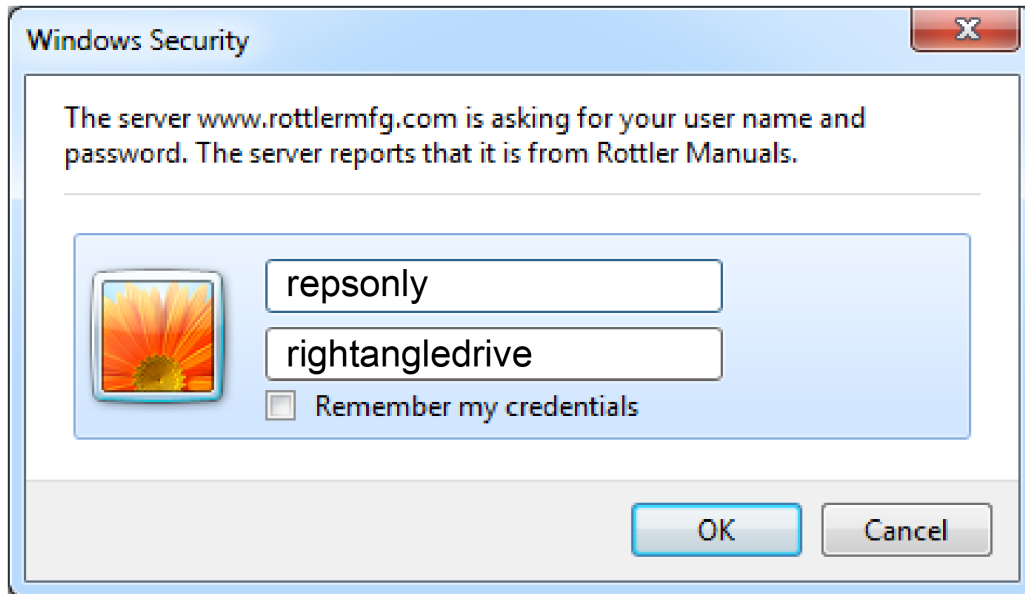 Windows Security
The server www.rottlermfg.com is asking for your user name and
password. The server reports that it is from Rottler Manuals.
repsonly
rightangledrive
Remember my credentials
OK
Cancel